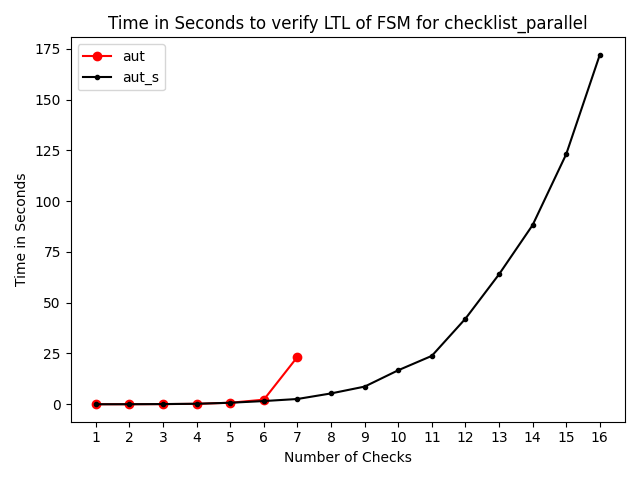 Time in Seconds to verify LTL of FSM for checklist_parallel
aut
aut_s
Time in Seconds
175
150
125
100
75
50
25
0
1 2 3 4 5 6 7 8 9 10 11 12 13 14 15 16
Number of Checks